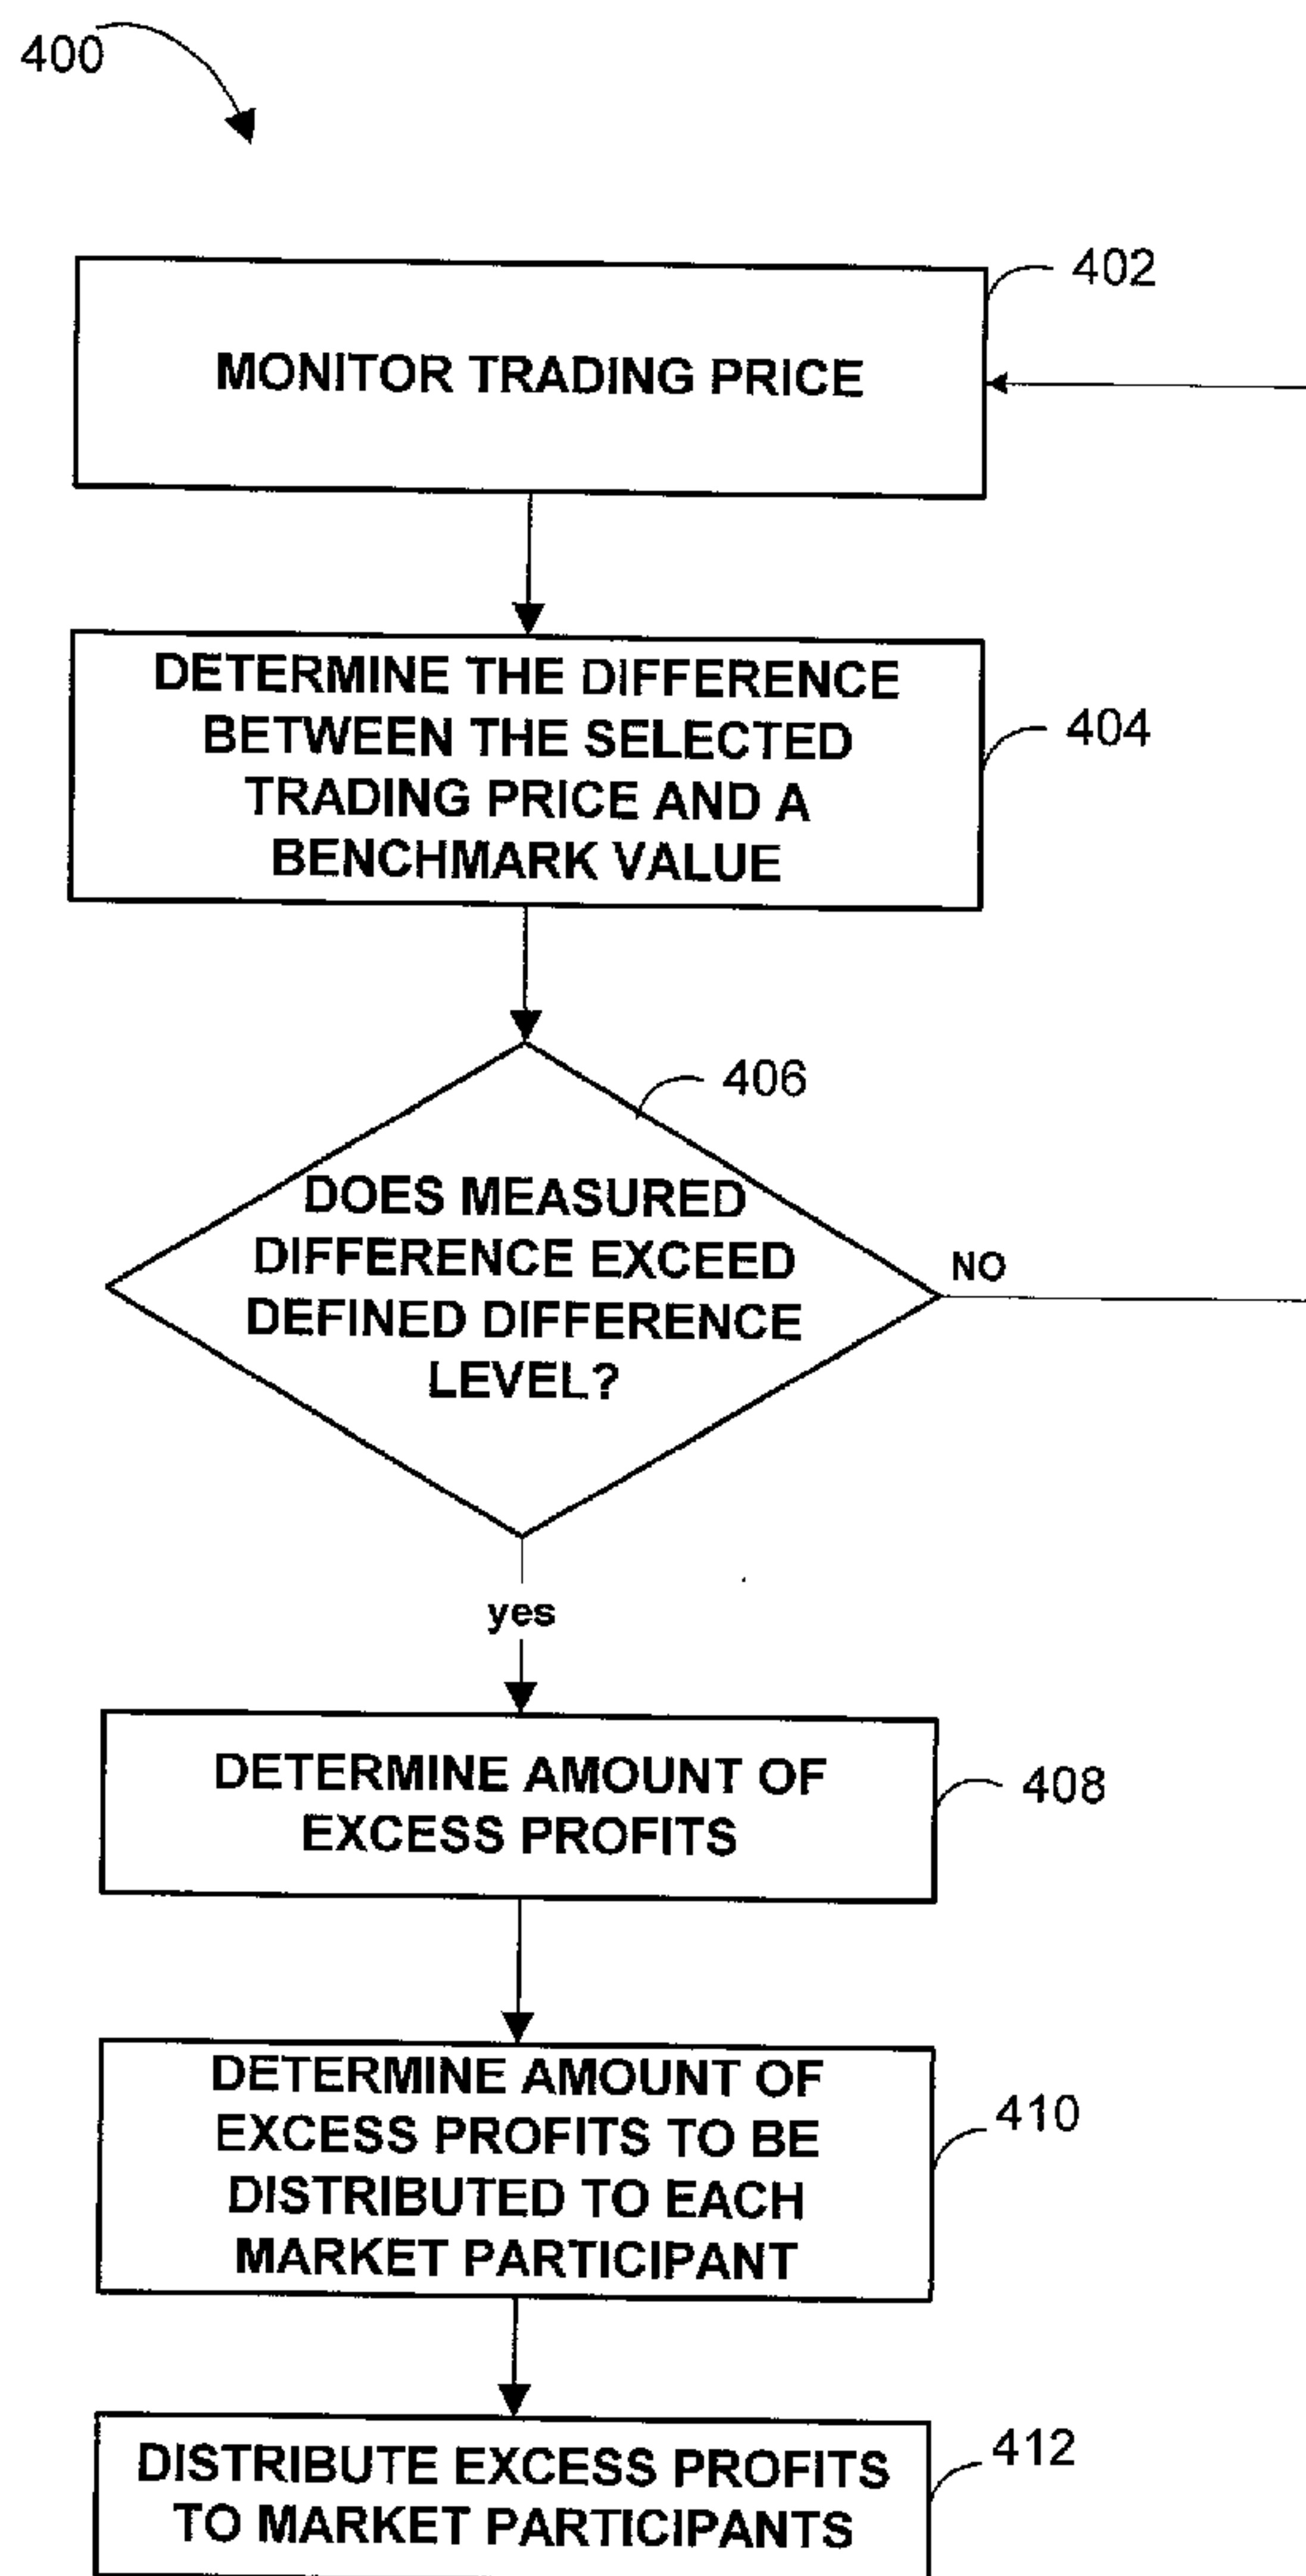 400
402
MONITOR TRADING PRICE
DETERMINE THE DIFFERENCE
BETWEEN THE SELECTED
TRADING PRICE AND A
BENCHMARK VALUE
404
406
DOES MEASURED
DIFFERENCE EXCEED
DEFINED DIFFERENCE
LEVEL?
NO
yes
DETERMINE AMOUNT OF
EXCESS PROFITS
408
DETERMINE AMOUNT OF
EXCESS PROFITS TO BE
DISTRIBUTED TO EACH
MARKET PARTICIPANT
410
DISTRIBUTE EXCESS PROFITS
TO MARKET PARTICIPANTS
412